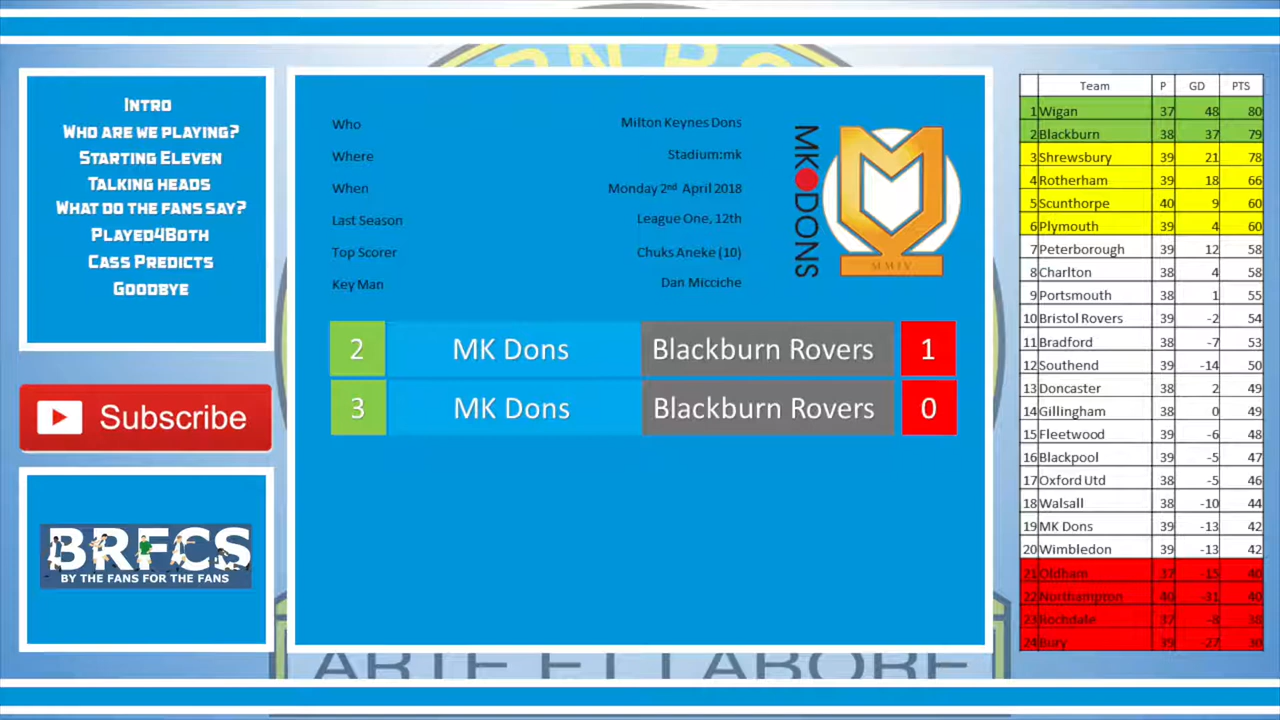 INTRO
WHO ARE WE PLAYING?
STARTING ELEVEN
TALKING HEADS
WHAT DO THE FANS SAY?
PLAYED4BOTH
CASS PREDICTS
GOODBYE
Subscribe
BRFCS
BY THE FANS FOR THE FANS
Who Milton Keynes Dons
Where Stadium:mk
When Monday 2nd April 2018
Last Season League One, 12th
Top Scorer Chuks Aneke (10)
Key Man Dan Micciche
MK DONS
MMIV
2 MK Dons Blackburn Rovers 1
3 MK Dons Blackburn Rovers 0
Team P GD PTS
1 Wigan 37 48 80
2 Blackburn 38 37 79
3 Shrewsbury 39 21 78
4 Rotherham 39 18 66
5 Scunthorpe 40 9 60
6 Plymouth 39 4 60
7 Peterborough 39 12 58
8 Charlton 38 4 58
9 Portsmouth 38 1 55
10 Bristol Rovers 39 -2 54
11 Bradford 38 -7 53
12 Southend 39 -14 50
13 Doncaster 38 2 49
14 Gillingham 38 0 49
15 Fleetwood 39 -6 48
16 Blackpool 39 -5 47
17 Oxford Utd 38 -5 46
18 Walsall 38 -10 44
19 MK Dons 39 -13 42
20 Wimbledon 39 -13 42
21 Oldham 37 -15 40
22 Northampton 40 -31 40
23 Rochdale 37 -8 38
24 Bury 39 -27 30
ARTE ET LABORE